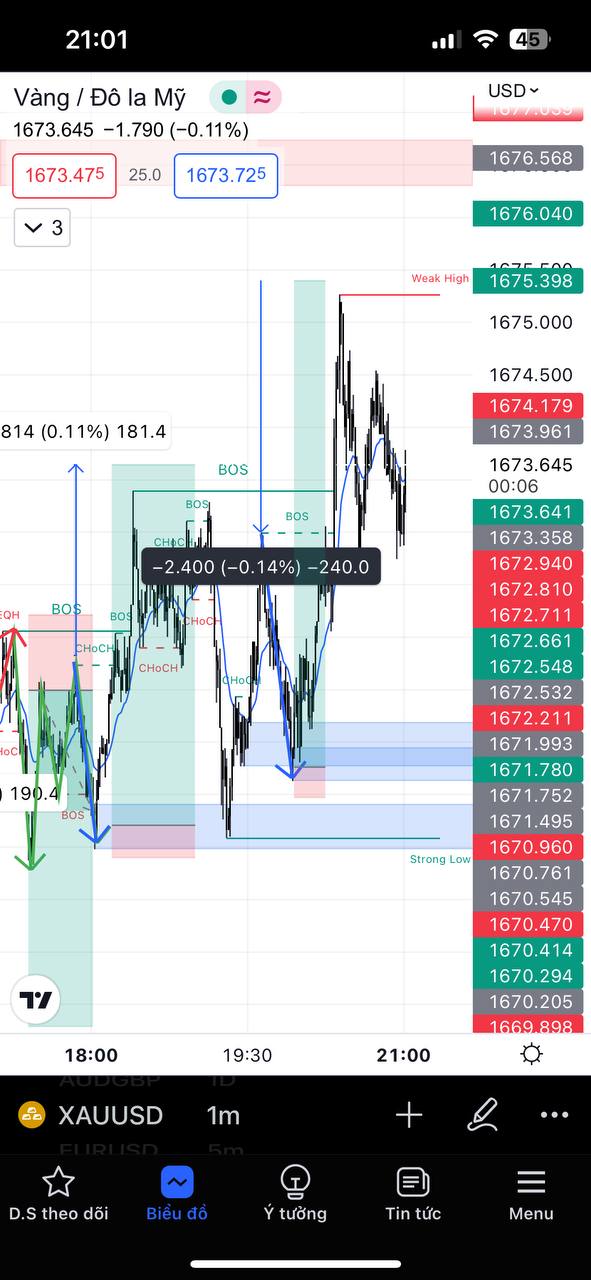 21:01
45
Vàng / Đô la Mỹ
USD
1673.645 −1.790 (−0.11%)
1676.568
1673.475
25.0
1673.725
3
1676.040
Weak High
1675.398
1675.000
1674.500
1674.179
814 (0.11%) 181.4
1673.961
BOS
1673.645
00:06
BOS
1673.641
BOS
1673.358
CHoCH
−2.400 (−0.14%) −240.0
1672.940
1672.810
EQH
BOS
BOS
CHoCH
1672.711
1672.661
CHoCH
CHoCH
1672.548
CHoCH
1672.532
1672.211
1671.993
1671.780
) 190.4
1671.752
BOS
1671.495
1670.960
Strong Low
1670.761
1670.545
1670.470
1670.414
1670.294
1670.205
1669.898
18:00
19:30
21:00
AUDGBP
1D
XAUUSD
1m
EURUSD
5m
D.S theo dõi
Biểu đồ
Ý tưởng
Tin tức
Menu